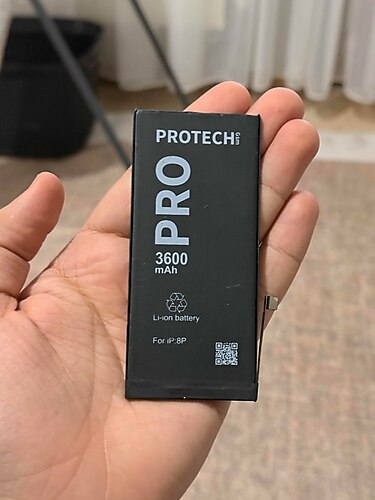 PROTECH
PRO
3600
mAh
Li-ion battery
For iP:8P